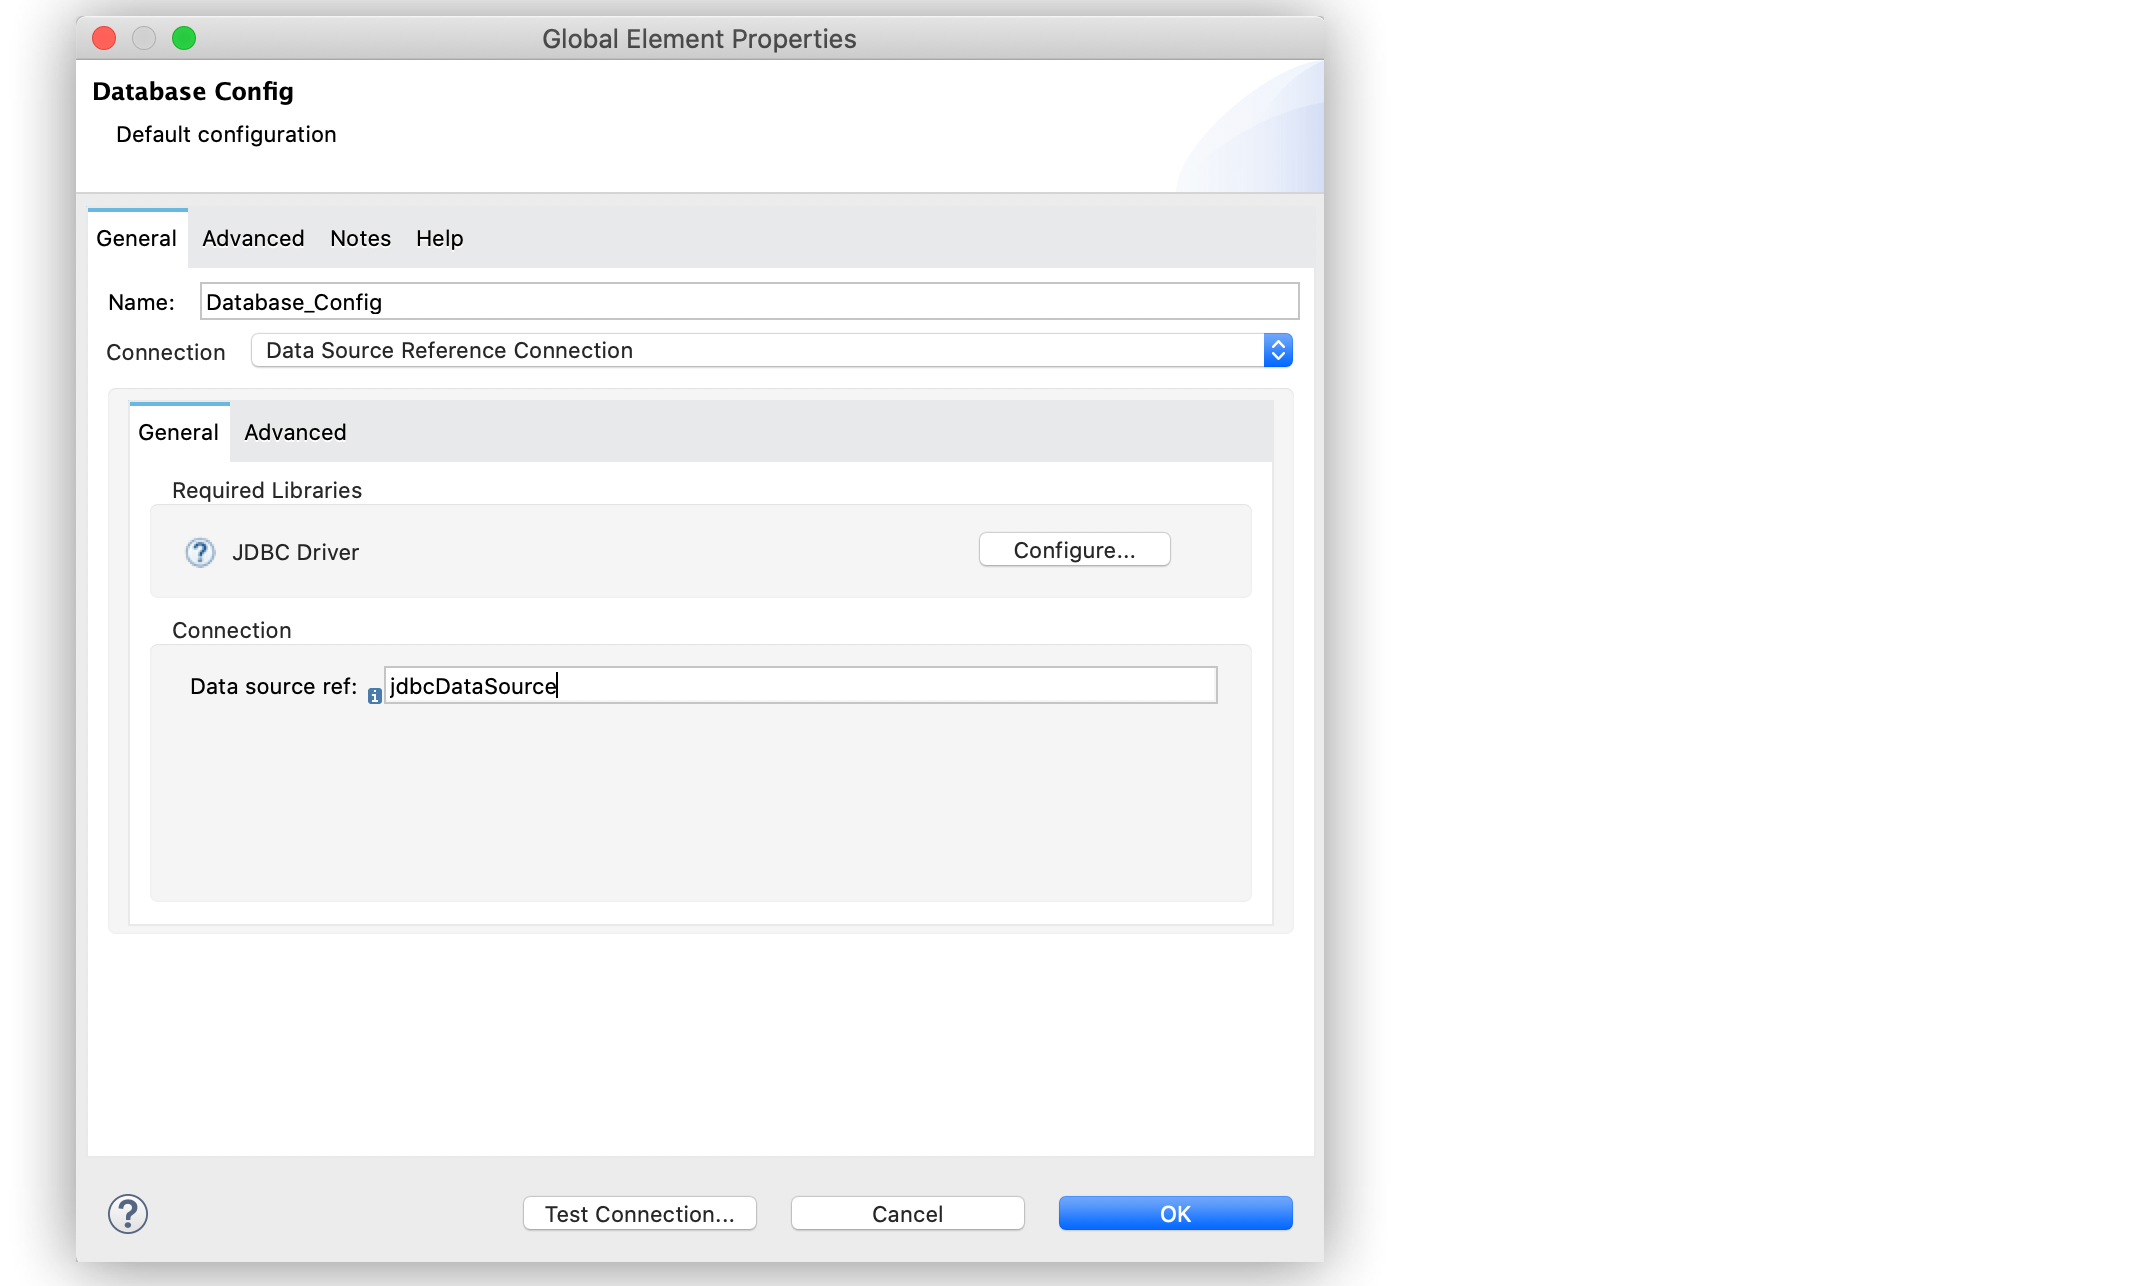 Global Element Properties
Database Config
Default configuration
General Advanced Notes Help
Name: Database_Config
Connection Data Source Reference Connection
General Advanced
Required Libraries
JDBC Driver Configure...
Connection
Data source ref: jdbcDataSource
Test Connection... Cancel OK